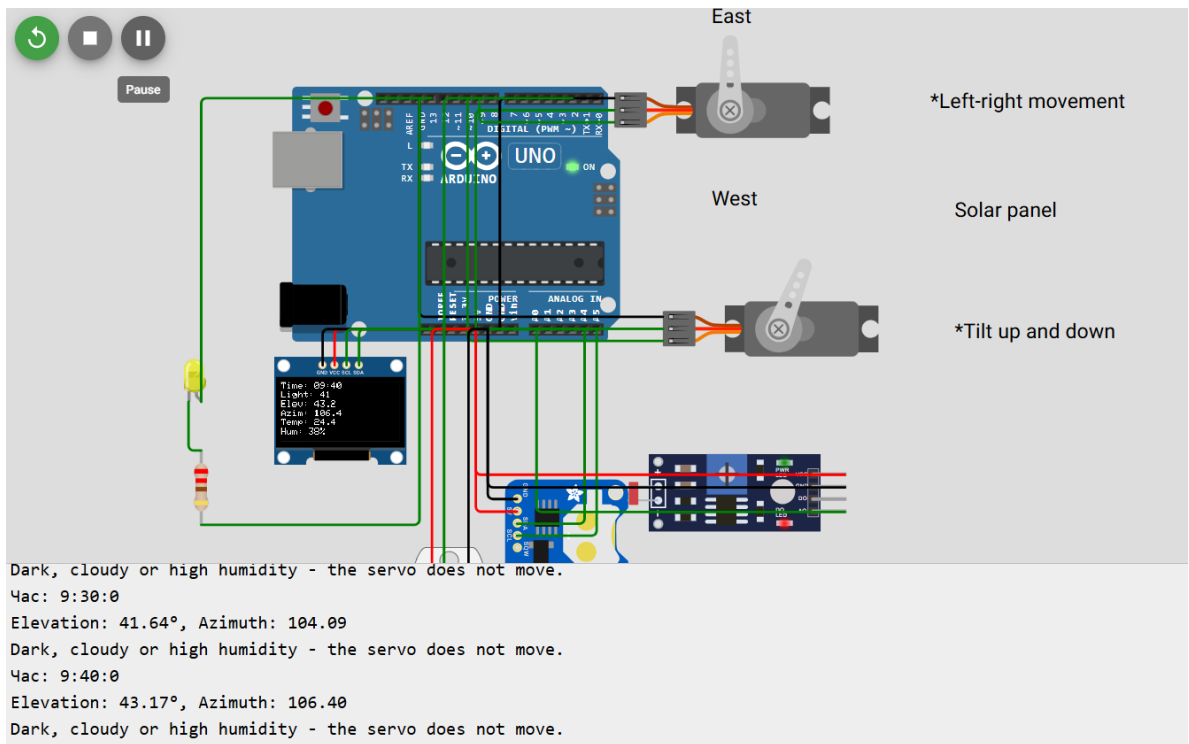 East
Pause
*Left-right movement
AREF
GND
13
12
~11
~10
~9
8
7
~6
~5
4
~3
2
TX→1
RX←0
DIGITAL (PWM ~)
L
TX
RX
UNO
ON
ARDUINO
West
Solar panel
RESET
POWER
ANALOG IN
GND
Vin
A0
A1
A2
A3
A4
A5
*Tilt up and down
GND VCC SCL SDA
Time: 09:40
Light: 41
Elev: 43.2
Azim: 106.4
Temp: 24.4
Hum: 38%
PWR
LED
GND
SCL
SQW
Dark, cloudy or high humidity - the servo does not move.
Час: 9:30:0
Elevation: 41.64°, Azimuth: 104.09
Dark, cloudy or high humidity - the servo does not move.
Час: 9:40:0
Elevation: 43.17°, Azimuth: 106.40
Dark, cloudy or high humidity - the servo does not move.